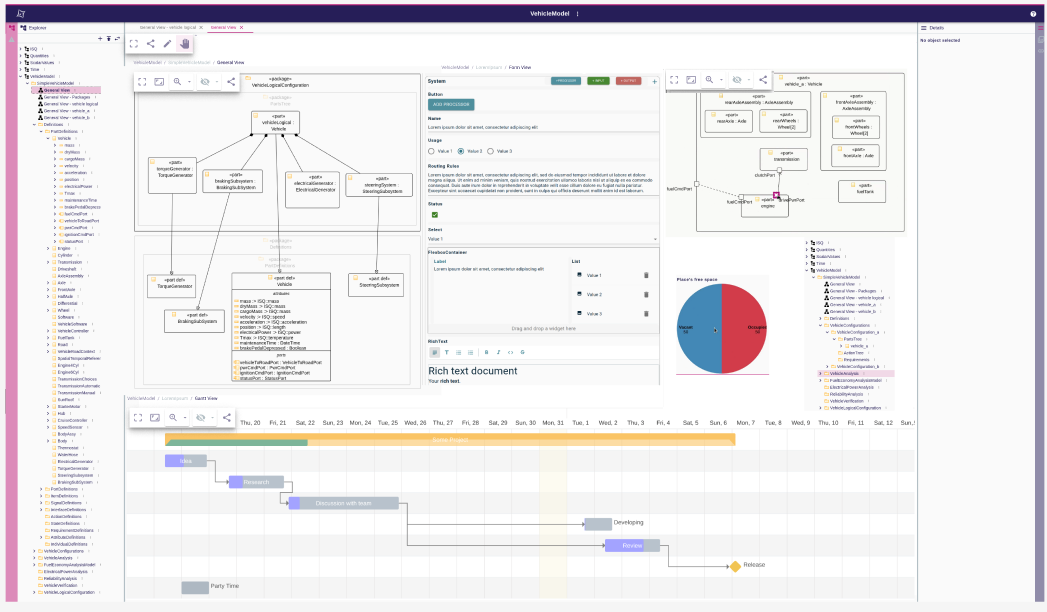 VehicleModel
Explorer
General View - vehicle logical
General View
Details
No object selected
ISQ
Quantities
ScalarValues
Time
VehicleModel
SimpleVehicleModel
General View
General View - Packages
General View - vehicle logical
General View - vehicle_a
General View - vehicle_b
Definitions
PartDefinitions
Vehicle
mass
dryMass
cargoMass
velocity
acceleration
position
electricalPower
Tmax
maintenanceTime
brakePedalDepress
fuelCmdPort
vehicleToRoadPort
pwrCmdPort
ignitionCmdPort
statusPort
Engine
Cylinder
Transmission
Driveshaft
AxleAssembly
Axle
FrontAxle
HalfAxle
Differential
Wheel
Software
VehicleSoftware
VehicleController
FuelTank
Road
VehicleRoadContext
SpatialTemporalReferen
Engine4Cyl
Engine6Cyl
TransmissionChoices
TransmissionAutomatic
TransmissionManual
Sunroof
StarterMotor
Hub
CruiseController
SpeedSensor
BodyAssy
Body
Thermostat
WaterHose
ElectricalGenerator
TorqueGenerator
SteeringSubsystem
BrakingSubsystem
PortDefinitions
ItemDefinitions
SignalDefinitions
InterfaceDefinitions
ActionDefinitions
StateDefinitions
RequirementDefinitions
AttributeDefinitions
IndividualDefinitions
VehicleConfigurations
VehicleAnalysis
FuelEconomyAnalysisModel
ElectricalPowerAnalysis
ReliabilityAnalysis
VehicleVerification
VehicleLogicalConfiguration
VehicleModel / SimpleVehicleModel / General View
«package»
VehicleLogicalConfiguration
«package»
PartsTree
«part»
vehicleLogical :
Vehicle
«part»
torqueGenerator :
TorqueGenerator
«part»
brakingSubsystem :
BrakingSubsystem
«part»
electricalGenerator :
ElectricalGenerator
«part»
steeringSystem :
SteeringSubsystem
«package»
Definitions
«package»
PartDefinitions
«part def»
TorqueGenerator
«part def»
BrakingSubsystem
«part def»
Vehicle
attributes
mass :> ISQ::mass
dryMass :> ISQ::mass
cargoMass :> ISQ::mass
velocity :> ISQ::speed
acceleration :> ISQ::acceleration
position :> ISQ::length
electricalPower :> ISQ::power
Tmax :> ISQ::temperature
maintenanceTime : DateTime
brakePedalDepressed : Boolean
ports
vehicleToRoadPort : VehicleToRoadPort
pwrCmdPort : PwrCmdPort
ignitionCmdPort : IgnitionCmdPort
statusPort : StatusPort
«part def»
SteeringSubsystem
VehicleModel / LoremIpsum / Form View
System
+ PROCESSOR
+ INPUT
+ OUTPUT
Button
ADD PROCESSOR
Name
Lorem ipsum dolor sit amet, consectetur adipiscing elit
Usage
Value 1
Value 2
Value 3
Routing Rules
Lorem ipsum dolor sit amet, consectetur adipiscing elit, sed do eiusmod tempor incididunt ut labore et dolore
magna aliqua. Ut enim ad minim veniam, quis nostrud exercitation ullamco laboris nisi ut aliquip ex ea commodo
consequat. Duis aute irure dolor in reprehenderit in voluptate velit esse cillum dolore eu fugiat nulla pariatur.
Excepteur sint occaecat cupidatat non proident, sunt in culpa qui officia deserunt mollit anim id est laborum.
Status
Select
Value 1
FlexboxContainer
Label
Lorem ipsum dolor sit amet, consectetur adipiscing elit
List
Value 1
Value 2
Value 3
Drag and drop a widget here
RichText
Rich text document
Your rich text.
«part»
vehicle_a : Vehicle
«part»
rearAxleAssembly : AxleAssembly
«part»
rearAxle : Axle
«part»
rearWheels :
Wheel[2]
«part»
frontAxleAssembly :
AxleAssembly
«part»
frontWheels :
Wheel[2]
«part»
frontAxle : Axle
«part»
transmission
clutchPort
«part»
fuelTank
fuelCmdPort
fuelCmdPort
«part»
engine
drivePwrPort
Place's free space
Vacant
50
Occupied
50
ISQ
Quantities
ScalarValues
Time
VehicleModel
SimpleVehicleModel
General View
General View - Packages
General View - vehicle logical
General View - vehicle_a
General View - vehicle_b
Definitions
VehicleConfigurations
VehicleConfiguration_a
PartsTree
vehicle_a
ActionTree
Requirements
VehicleConfiguration_b
VehicleAnalysis
FuelEconomyAnalysisModel
ElectricalPowerAnalysis
ReliabilityAnalysis
VehicleVerification
VehicleLogicalConfiguration
VehicleModel / LoremIpsum / Gantt View
Thu, 20
Fri, 21
Sat, 22
Sun, 23
Mon, 24
Tue, 25
Wed, 26
Thu, 27
Fri, 28
Sat, 29
Sun, 30
Mon, 31
Tue, 1
Wed, 2
Thu, 3
Fri, 4
Sat, 5
Sun, 6
Mon, 7
Tue, 8
Wed, 9
Thu, 10
Fri, 11
Sat, 12
Some Project
Idea
Research
Discussion with team
Developing
Review
Release
Party Time